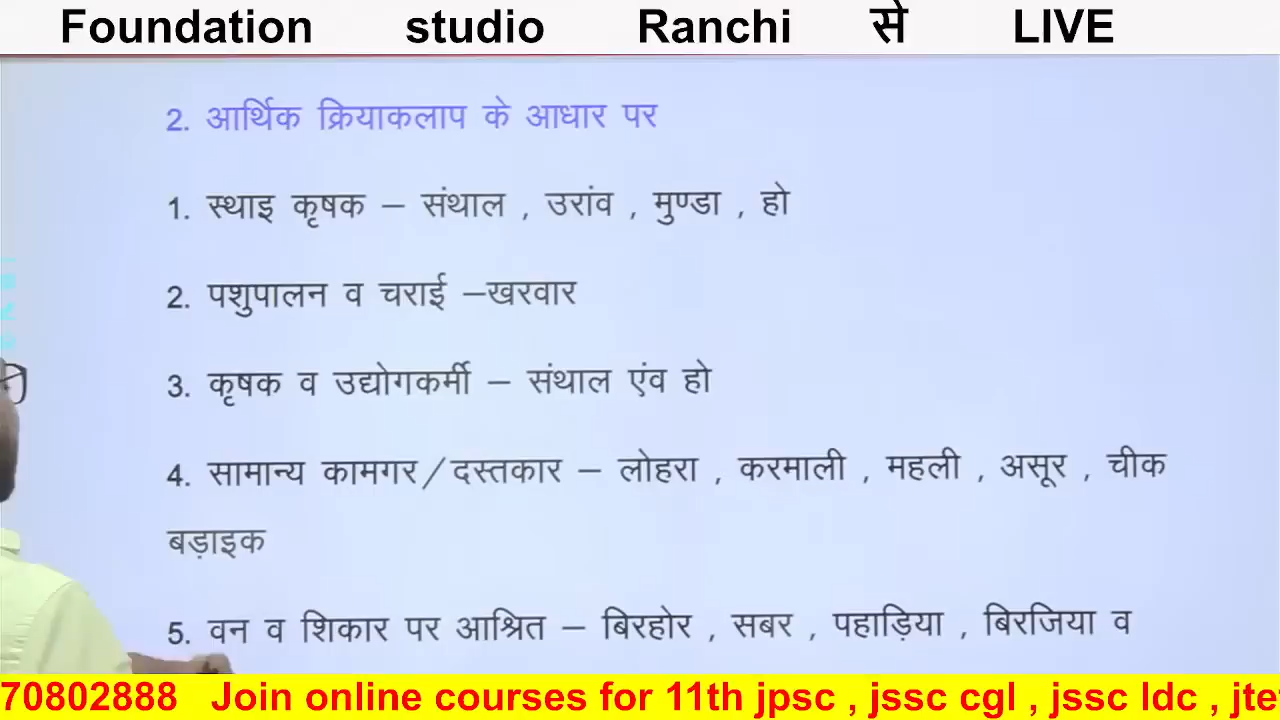 Foundation studio Ranchi से LIVE
2. आर्थिक क्रियाकलाप के आधार पर
1. स्थाइ कृषक – संथाल , उरांव , मुण्डा , हो
2. पशुपालन व चराई –खरवार
3. कृषक व उद्योगकर्मी – संथाल एंव हो
4. सामान्य कामगर/दस्तकार – लोहरा , करमाली , महली , असूर , चीक
बड़ाइक
5. वन व शिकार पर आश्रित – बिरहोर , सबर , पहाड़िया , बिरजिया व
70802888 Join online courses for 11th jpsc , jssc cgl , jssc ldc , jte